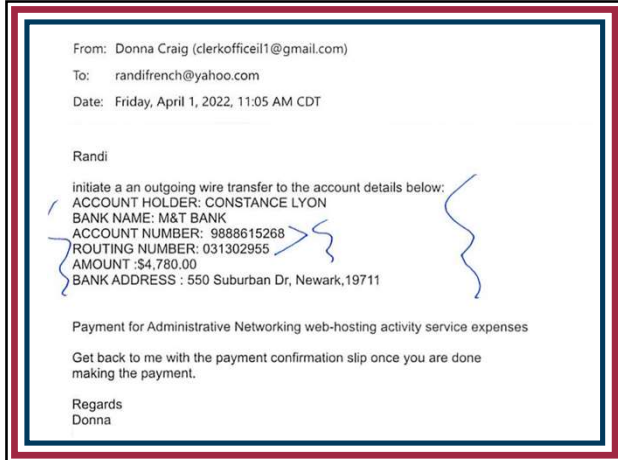 From: Donna Craig (clerkofficeil1@gmail.com)
To: randifrench@yahoo.com
Date: Friday, April 1, 2022, 11:05 AM CDT
Randi
initiate a an outgoing wire transfer to the account details below:
ACCOUNT HOLDER: CONSTANCE LYON
BANK NAME: M&T BANK
ACCOUNT NUMBER: 9888615268
ROUTING NUMBER: 031302955
AMOUNT :$4,780.00
BANK ADDRESS : 550 Suburban Dr, Newark,19711
Payment for Administrative Networking web-hosting activity service expenses
Get back to me with the payment confirmation slip once you are done
making the payment.
Regards
Donna